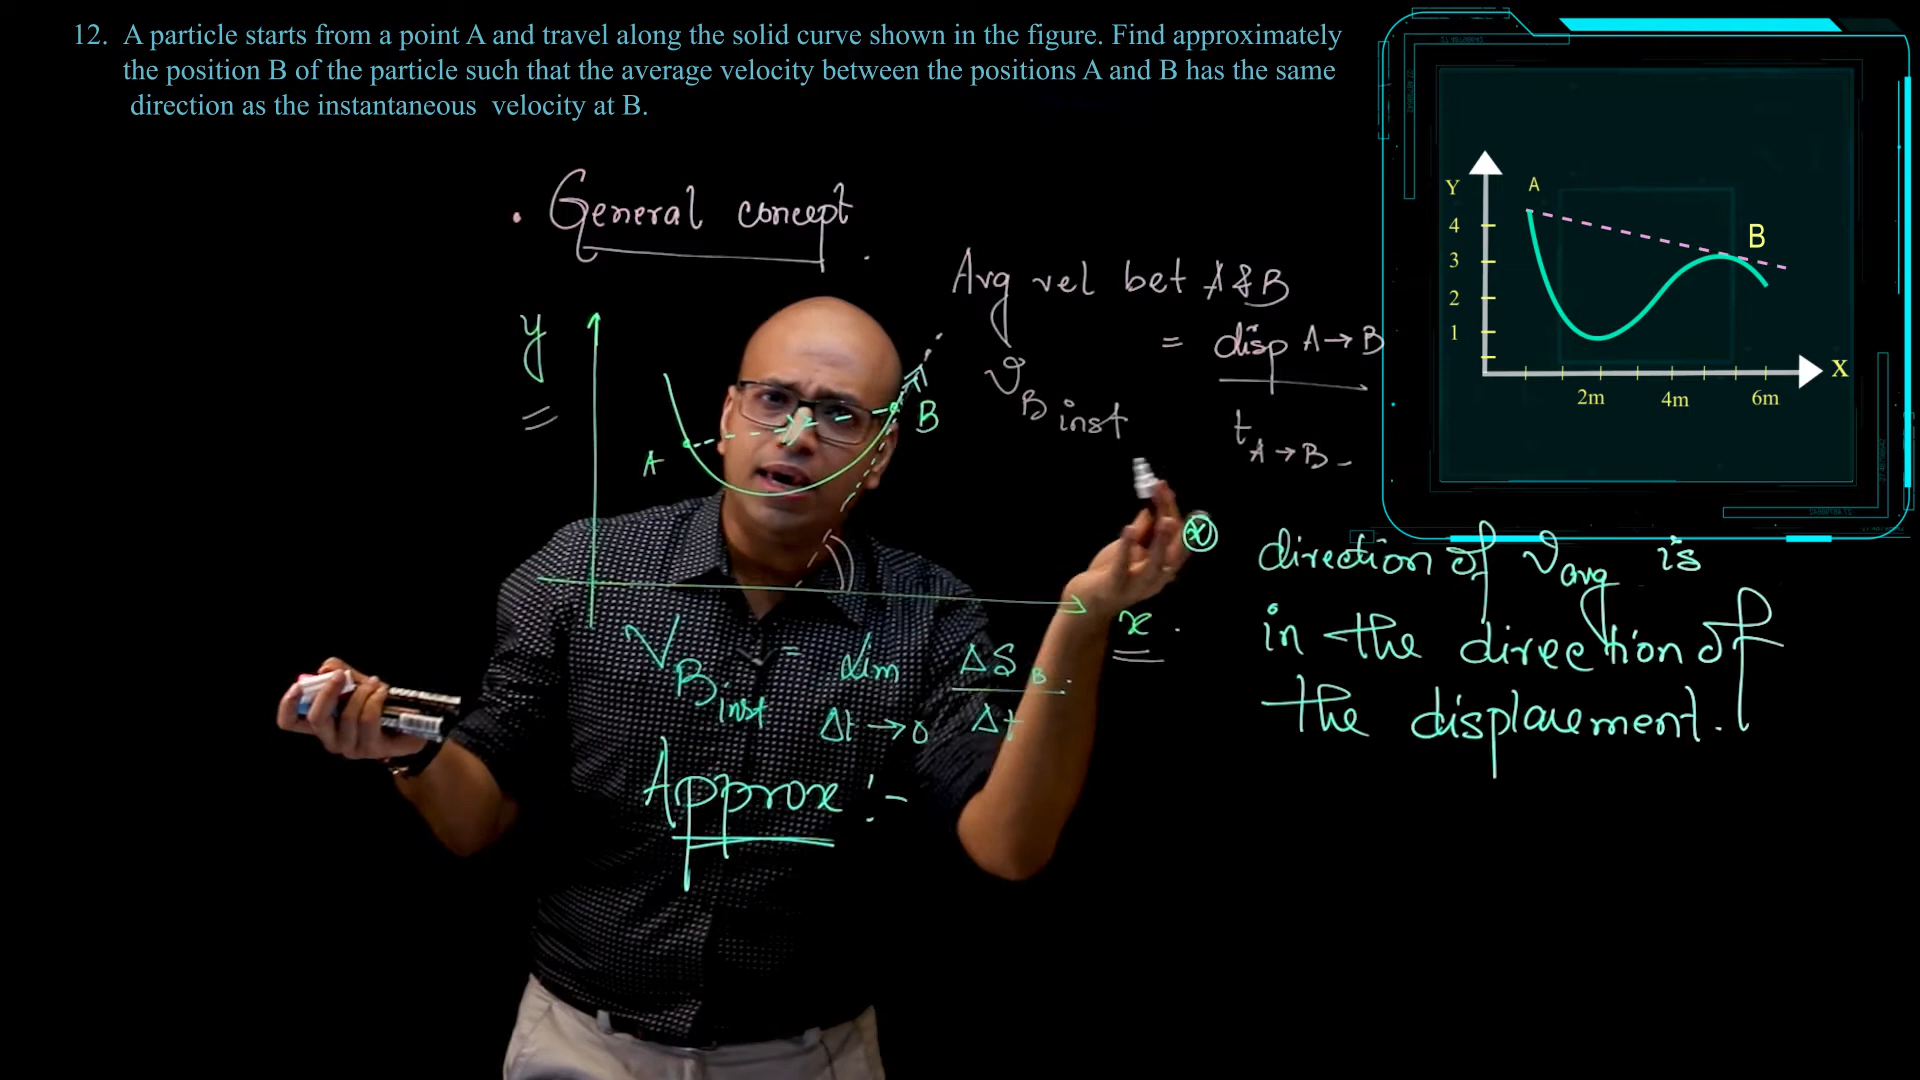 12. A particle starts from a point A and travel along the solid curve shown in the figure. Find approximately
the position B of the particle such that the average velocity between the positions A and B has the same
direction as the instantaneous velocity at B.
. General concept .
Avg vel bet A & B
= disp A→B
t A→B -
v B inst
y
A
B
x .
V B inst = lim Δt→0 ΔS B / Δt
Approx :-
Y
A
B
4
3
2
1
X
2m 4m 6m
direction of v avg is
in the direction of
the displacement.